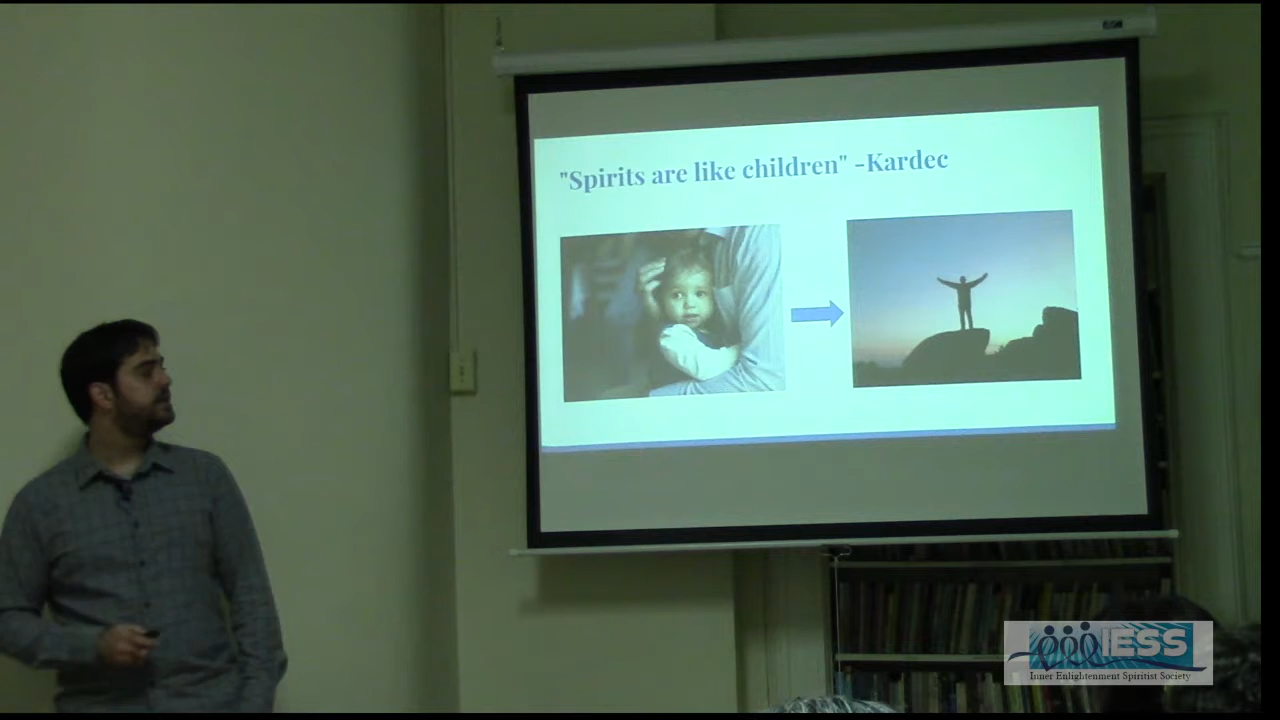 "Spirits are like children" -Kardec
IESS
Inner Enlightenment Spiritist Society